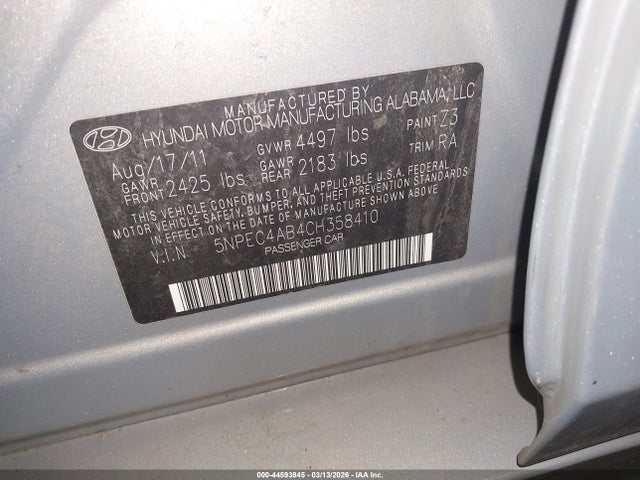 MANUFACTURED BY
HYUNDAI MOTOR MANUFACTURING ALABAMA, LLC
Aug/17/11 GVWR 4497 lbs PAINT Z3
GAWR FRONT 2425 lbs GAWR REAR 2183 lbs TRIM RA
THIS VEHICLE CONFORMS TO ALL APPLICABLE U.S.A. FEDERAL
MOTOR VEHICLE SAFETY, BUMPER, AND THEFT PREVENTION STANDARDS
IN EFFECT ON THE DATE OF MANUFACTURE SHOWN ABOVE.
V.I.N 5NPEC4AB4CH358410
PASSENGER CAR
000-44593845 | 03/13/2026 | IAA Inc.